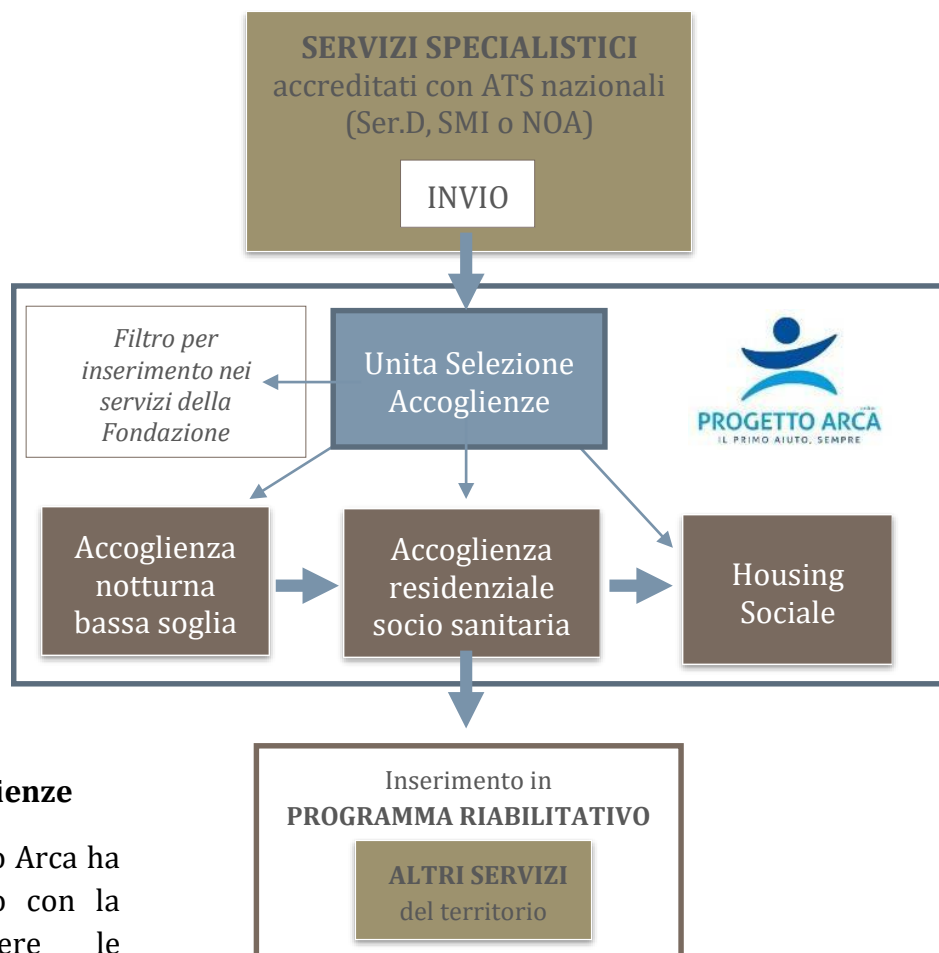 SERVIZI SPECIALISTICI
accreditati con ATS nazionali
(Ser.D, SMI o NOA)
INVIO
Filtro per
inserimento nei
servizi della
Fondazione
Unita Selezione
Accoglienze
PROGETTO ARCA
IL PRIMO AIUTO, SEMPRE
Accoglienza
notturna
bassa soglia
Accoglienza
residenziale
socio sanitaria
Housing
Sociale
Inserimento in
PROGRAMMA RIABILITATIVO
ALTRI SERVIZI
del territorio
ienze
o Arca ha
o con la
ere le